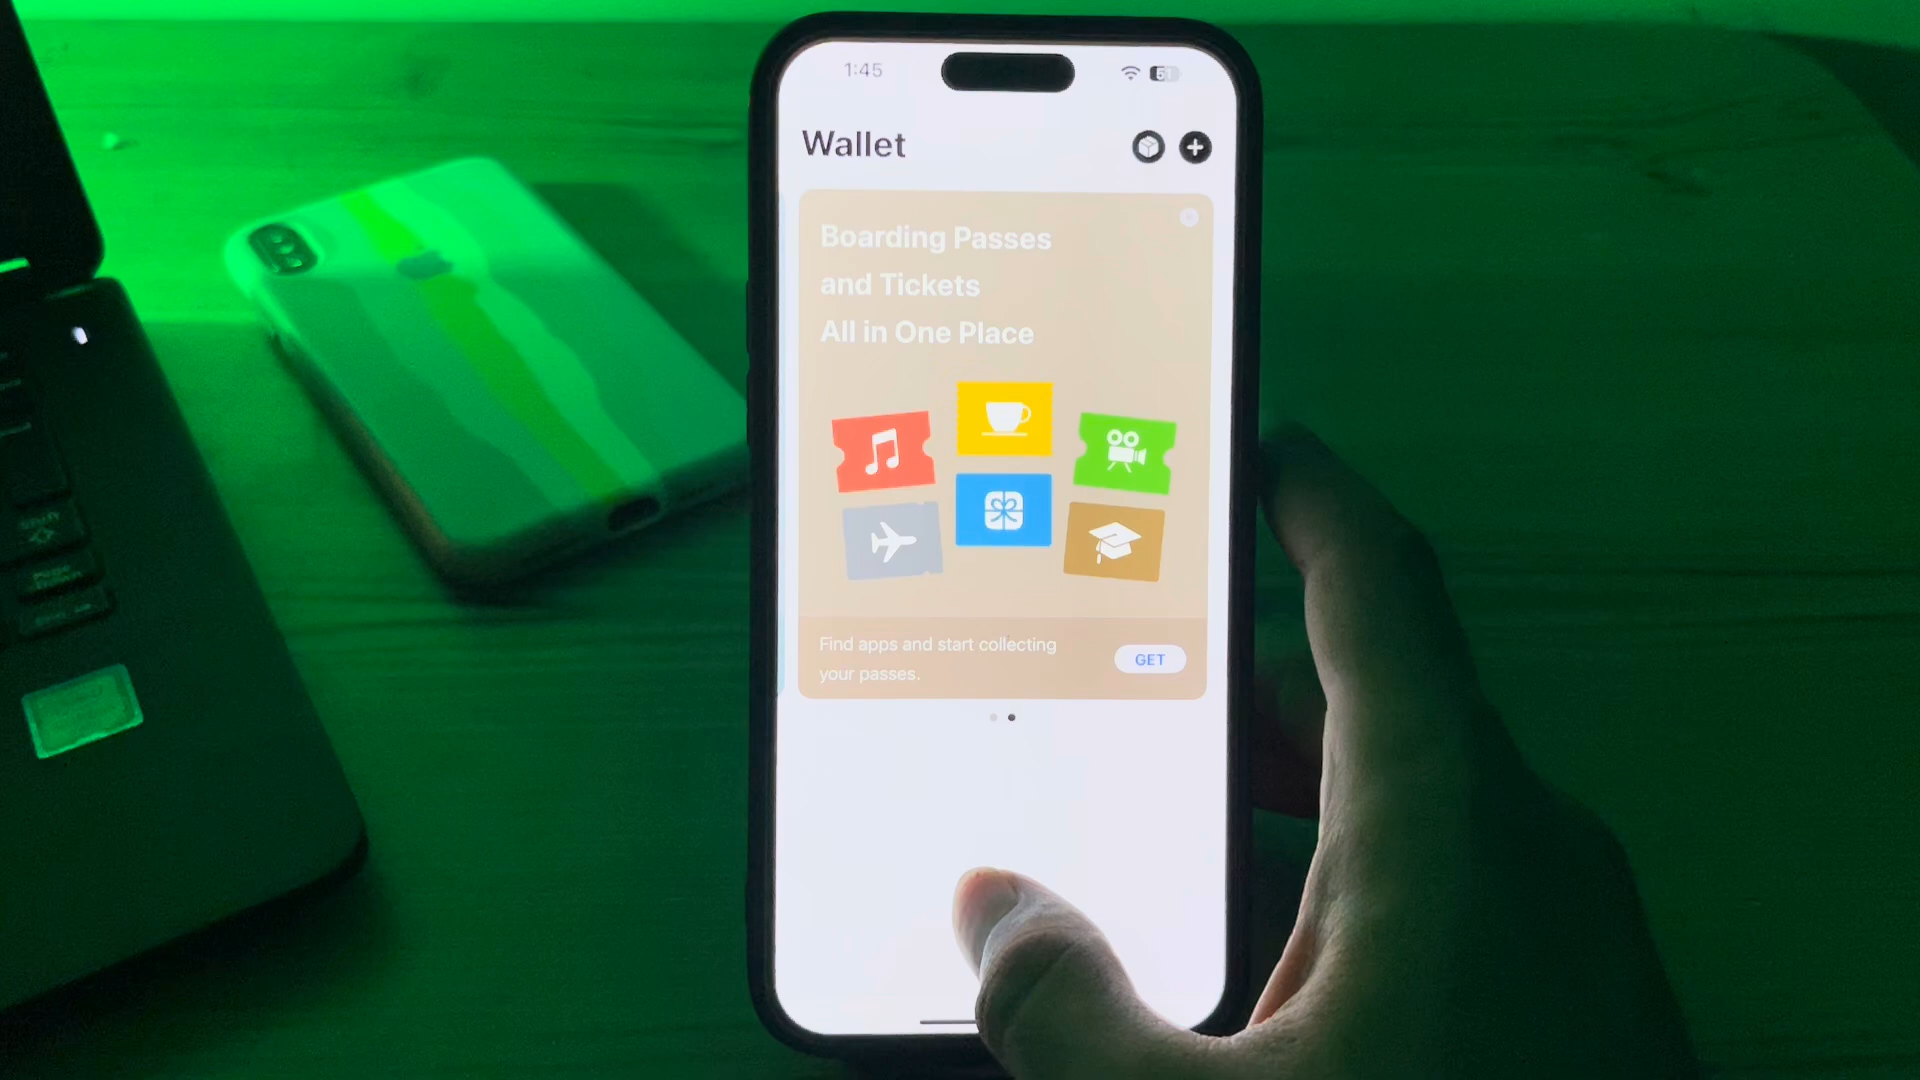 1:45
51
Wallet
Boarding Passes
and Tickets
All in One Place
Find apps and start collecting
your passes.
GET